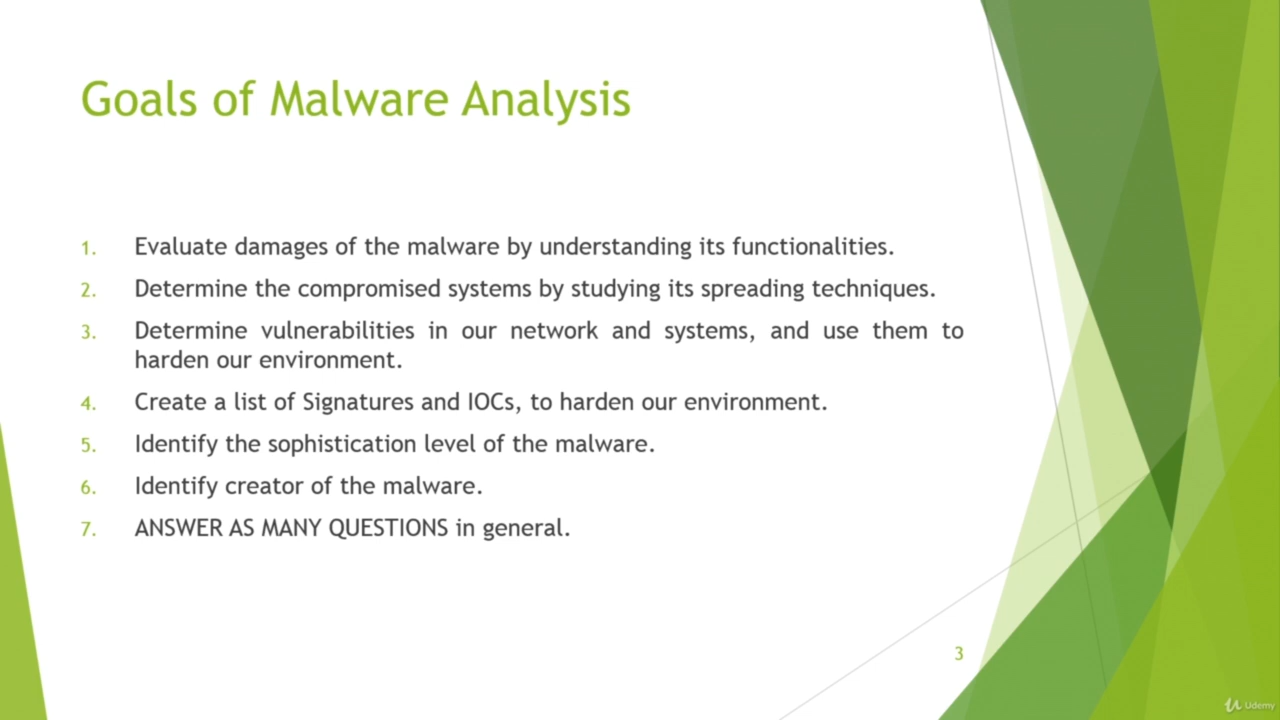 Goals of Malware Analysis
1. Evaluate damages of the malware by understanding its functionalities.
2. Determine the compromised systems by studying its spreading techniques.
3. Determine vulnerabilities in our network and systems, and use them to
harden our environment.
4. Create a list of Signatures and IOCs, to harden our environment.
5. Identify the sophistication level of the malware.
6. Identify creator of the malware.
7. ANSWER AS MANY QUESTIONS in general.
3
Udemy